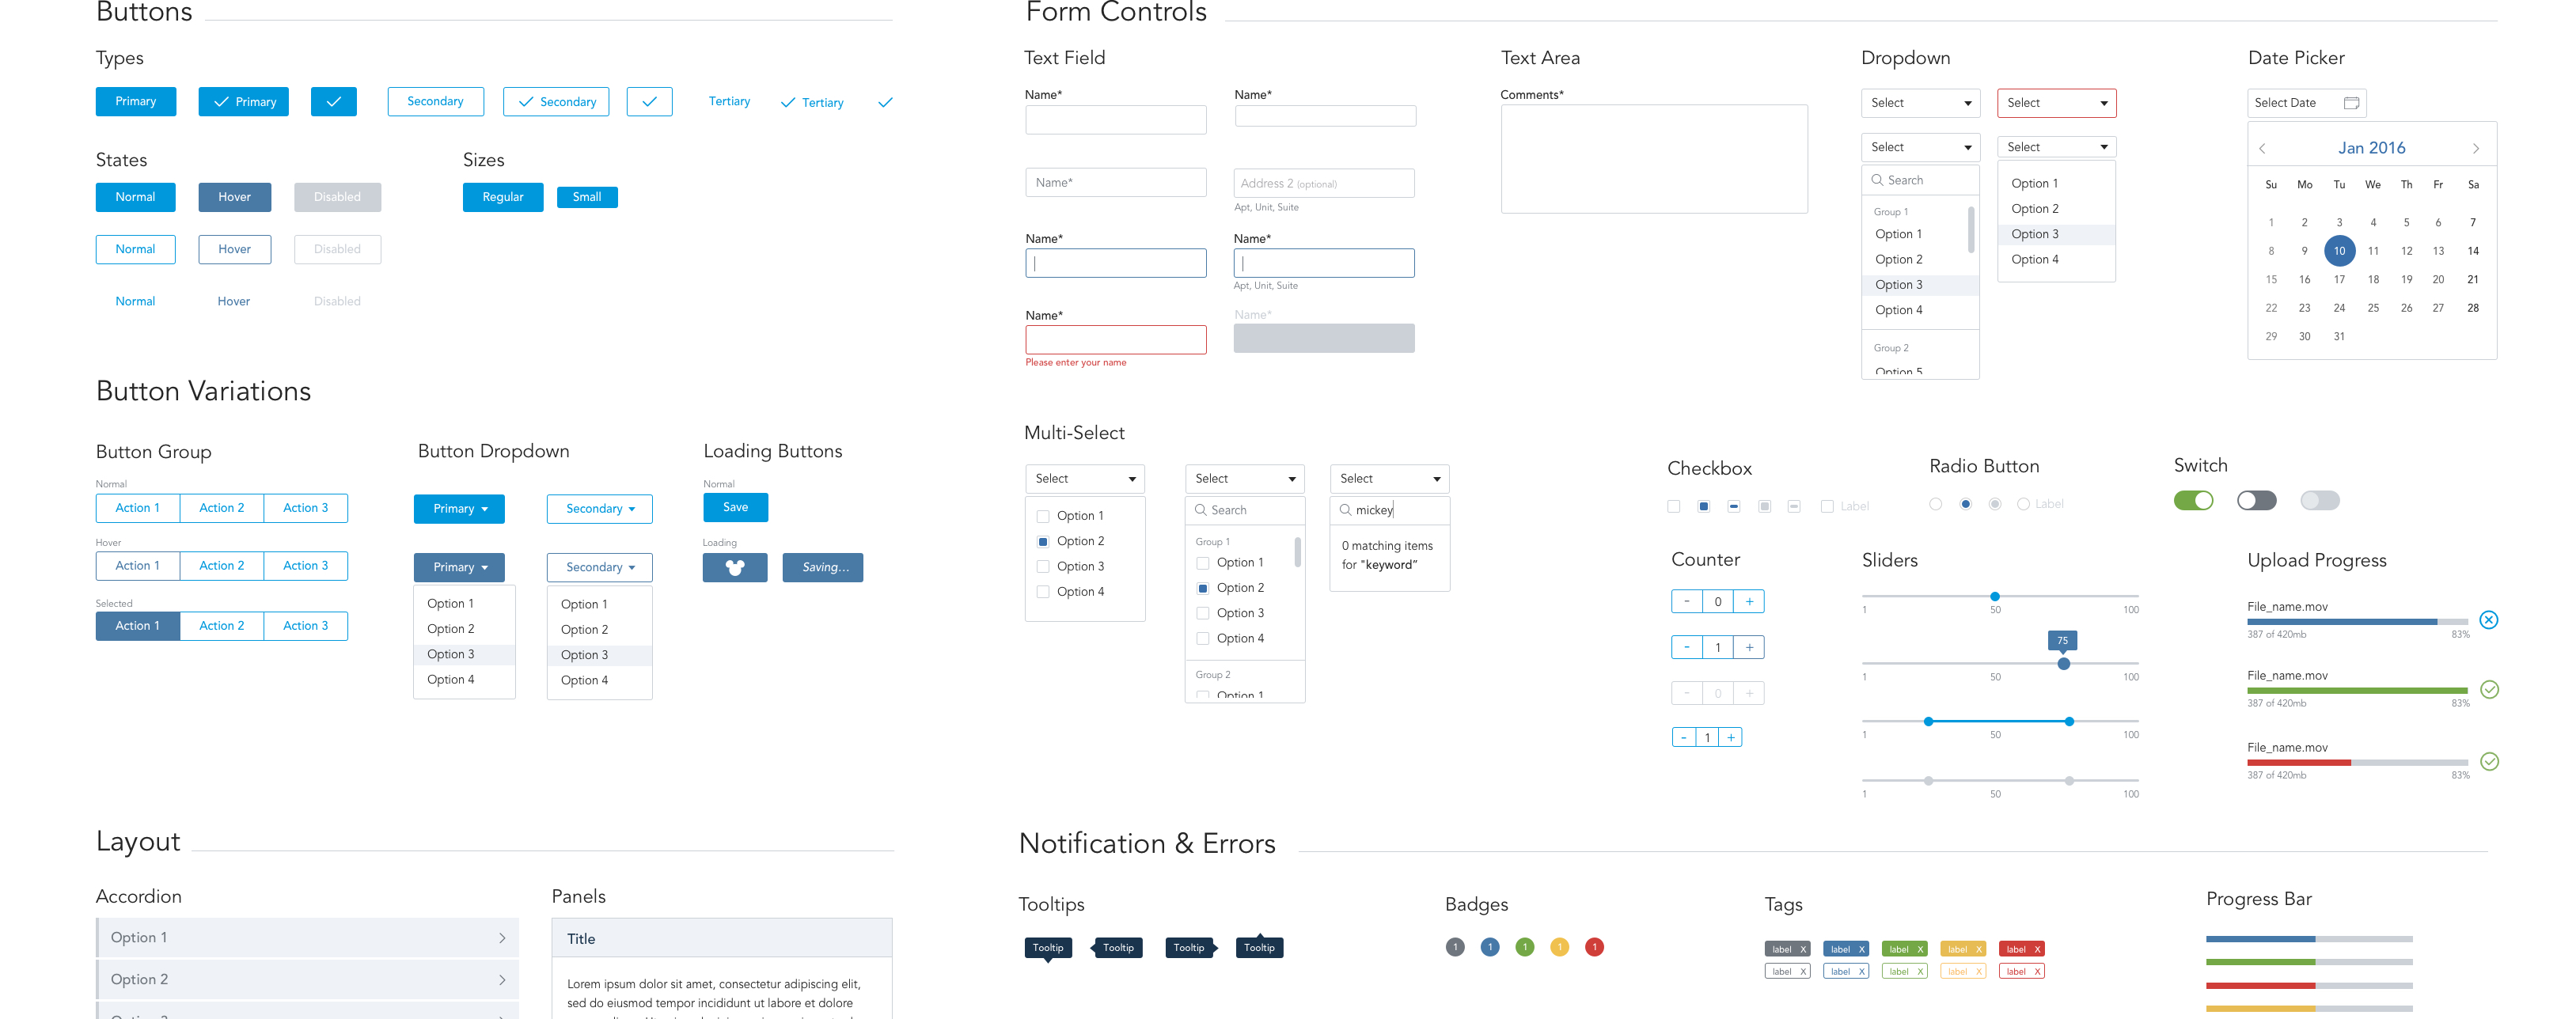 Buttons
Types
Primary
Primary
Secondary
Secondary
Tertiary
Tertiary
States
Normal Hover Disabled
Normal Hover Disabled
Normal Hover Disabled
Sizes
Regular Small
Button Variations
Button Group
Normal
Action 1 Action 2 Action 3
Hover
Action 1 Action 2 Action 3
Selected
Action 1 Action 2 Action 3
Button Dropdown
Primary
Secondary
Primary
Option 1
Option 2
Option 3
Option 4
Secondary
Option 1
Option 2
Option 3
Option 4
Loading Buttons
Normal
Save
Loading
Saving...
Form Controls
Text Field
Name*
Name*
Name*
Address 2 (optional)
Apt, Unit, Suite
Name*
Name*
Apt, Unit, Suite
Name*
Please enter your name
Name*
Text Area
Comments*
Dropdown
Select
Select
Select
Search
Group 1
Option 1
Option 2
Option 3
Option 4
Group 2
Option 5
Select
Option 1
Option 2
Option 3
Option 4
Date Picker
Select Date
Jan 2016
Su Mo Tu We Th Fr Sa
1 2 3 4 5 6 7
8 9 10 11 12 13 14
15 16 17 18 19 20 21
22 23 24 25 26 27 28
29 30 31
Multi-Select
Select
Option 1
Option 2
Option 3
Option 4
Select
Search
Group 1
Option 1
Option 2
Option 3
Option 4
Group 2
Option 1
Select
mickey
0 matching items
for "keyword”
Checkbox
Label
Radio Button
Label
Switch
Counter
- 0 +
- 1 +
- 0 +
- 1 +
Sliders
1 50 100
75
1 50 100
1 50 100
1 50 100
Upload Progress
File_name.mov
387 of 420mb 83%
File_name.mov
387 of 420mb 83%
File_name.mov
387 of 420mb 83%
Layout
Accordion
Option 1
Option 2
Option 3
Panels
Title
Lorem ipsum dolor sit amet, consectetur adipiscing elit,
sed do eiusmod tempor incididunt ut labore et dolore
Notification & Errors
Tooltips
Tooltip Tooltip Tooltip Tooltip
Badges
1 1 1 1 1
Tags
label X label X label X label X label X
label X label X label X label X label X
Progress Bar